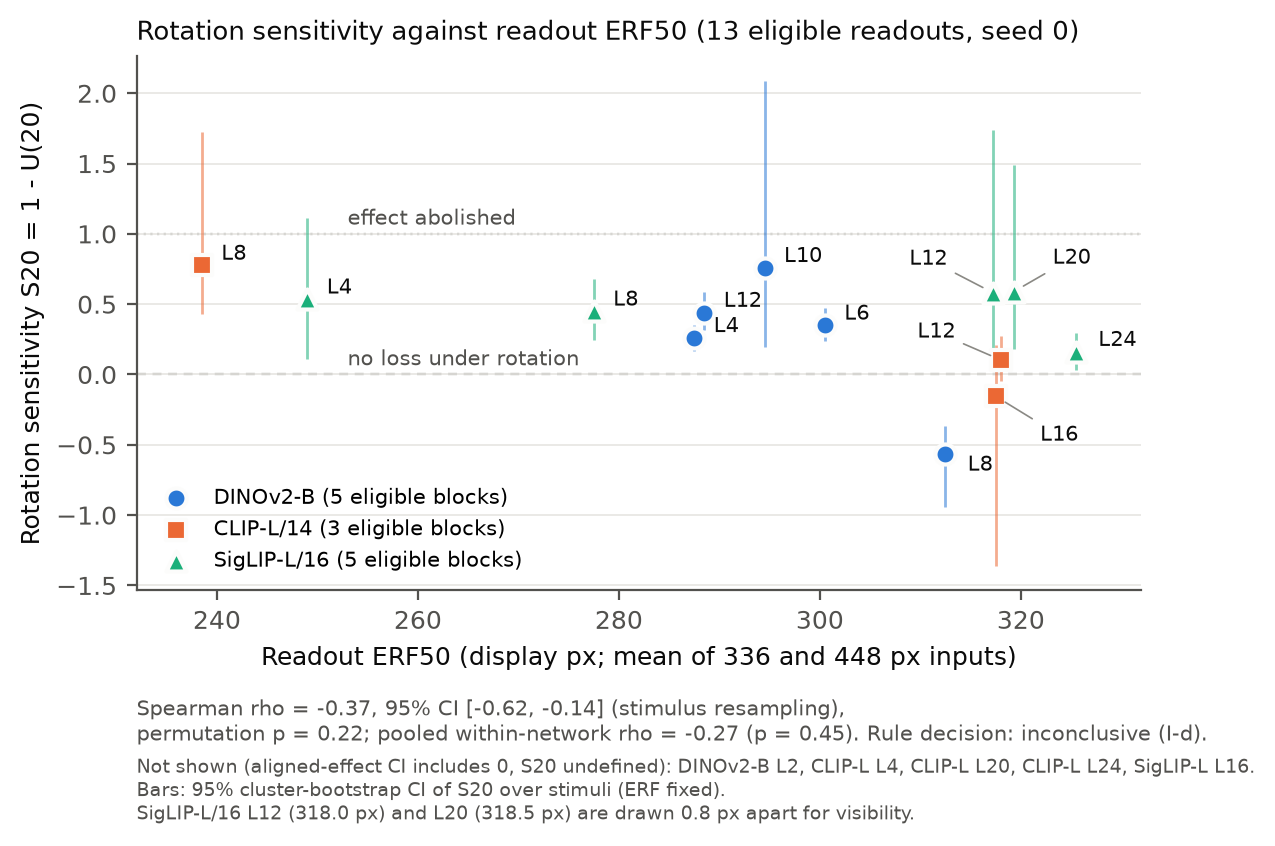 Rotation sensitivity against readout ERF50 (13 eligible readouts, seed 0)
Rotation sensitivity S20 = 1 - U(20)
2.0
1.5
1.0
0.5
0.0
−0.5
−1.0
−1.5
effect abolished
no loss under rotation
L8
L4
L8
L12
L4
L10
L6
L12
L20
L12
L24
L16
L8
DINOv2-B (5 eligible blocks)
CLIP-L/14 (3 eligible blocks)
SigLIP-L/16 (5 eligible blocks)
240
260
280
300
320
Readout ERF50 (display px; mean of 336 and 448 px inputs)
Spearman rho = -0.37, 95% CI [-0.62, -0.14] (stimulus resampling),
permutation p = 0.22; pooled within-network rho = -0.27 (p = 0.45). Rule decision: inconclusive (I-d).
Not shown (aligned-effect CI includes 0, S20 undefined): DINOv2-B L2, CLIP-L L4, CLIP-L L20, CLIP-L L24, SigLIP-L L16.
Bars: 95% cluster-bootstrap CI of S20 over stimuli (ERF fixed).
SigLIP-L/16 L12 (318.0 px) and L20 (318.5 px) are drawn 0.8 px apart for visibility.